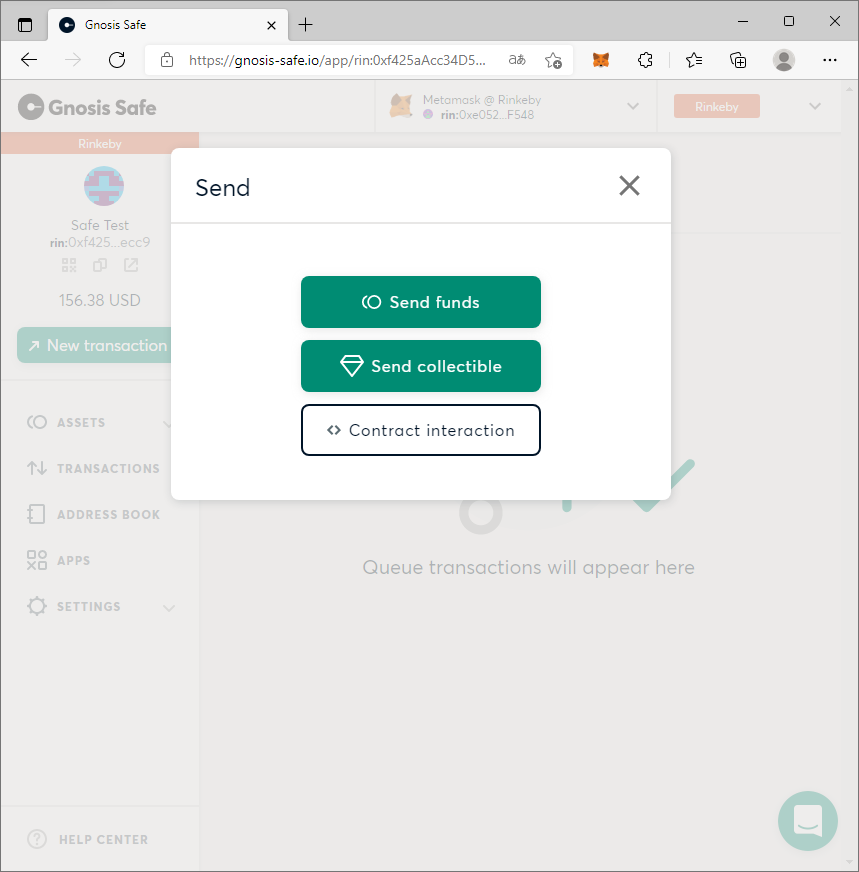 Gnosis Safe
https://gnosis-safe.io/app/rin:0xf425aAcc34D5...
aあ
Gnosis Safe
Metamask @ Rinkeby
rin:0xe052...F548
Rinkeby
Rinkeby
Safe Test
rin:0xf425...ecc9
156.38 USD
New transaction
ASSETS
TRANSACTIONS
ADDRESS BOOK
APPS
SETTINGS
HELP CENTER
Send
Send funds
Send collectible
Contract interaction
Queue transactions will appear here